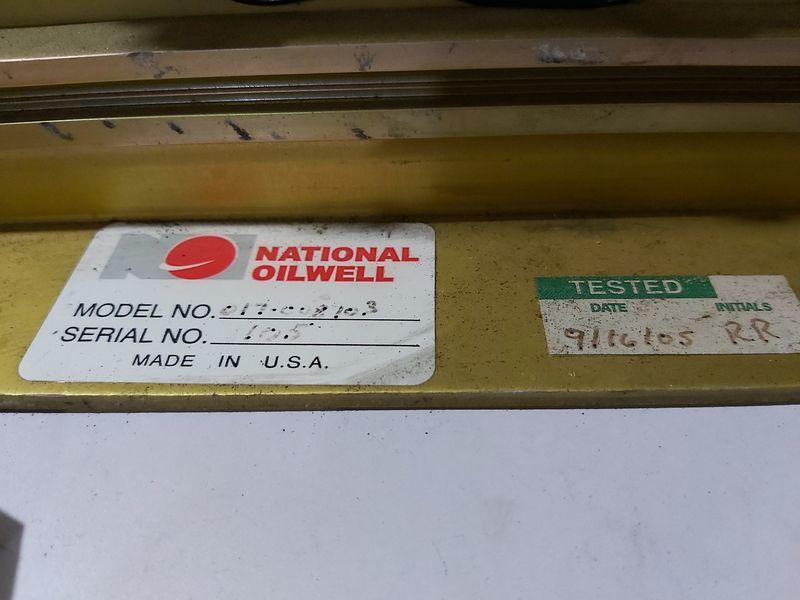 NATIONAL
OILWELL
MODEL NO.
SERIAL NO. 105
MADE IN U.S.A.
TESTED
DATE INITIALS
9/16/05 RR